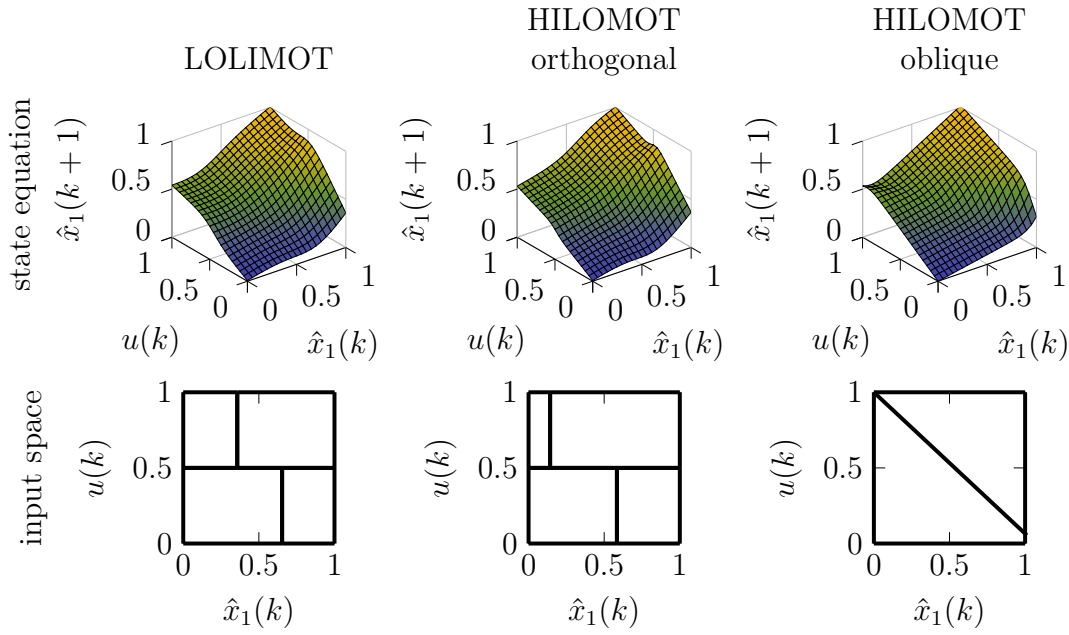 LOLIMOT
HILOMOT
orthogonal
HILOMOT
oblique
state equation
x̂₁(k + 1)
1
0.5
0
1
0.5
0
0
0.5
1
u(k)
x̂₁(k)
x̂₁(k + 1)
1
0.5
0
1
0.5
0
0
0.5
1
u(k)
x̂₁(k)
x̂₁(k + 1)
1
0.5
0
1
0.5
0
0
0.5
1
u(k)
x̂₁(k)
input space
u(k)
1
0.5
0
0 0.5 1
x̂₁(k)
u(k)
1
0.5
0
0 0.5 1
x̂₁(k)
u(k)
1
0.5
0
0 0.5 1
x̂₁(k)